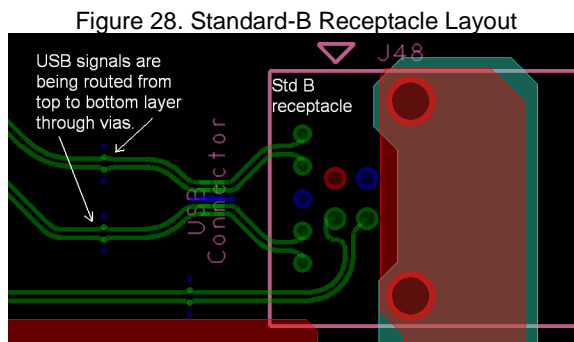 Figure 28. Standard-B Receptacle Layout
USB signals are
being routed from
top to bottom layer
through vias.
J48
Std B
receptacle
USB
Connector